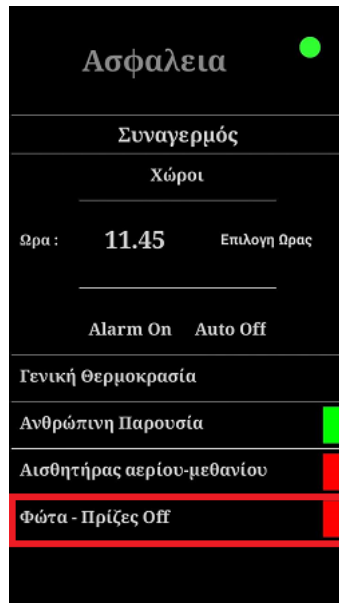 Ασφαλεια
Συναγερμός
Χώροι
Ωρα : 11.45 Επιλογη Ωρας
Alarm On Auto Off
Γενική Θερμοκρασία
Ανθρώπινη Παρουσία
Αισθητήρας αερίου-μεθανίου
Φώτα - Πρίζες Off